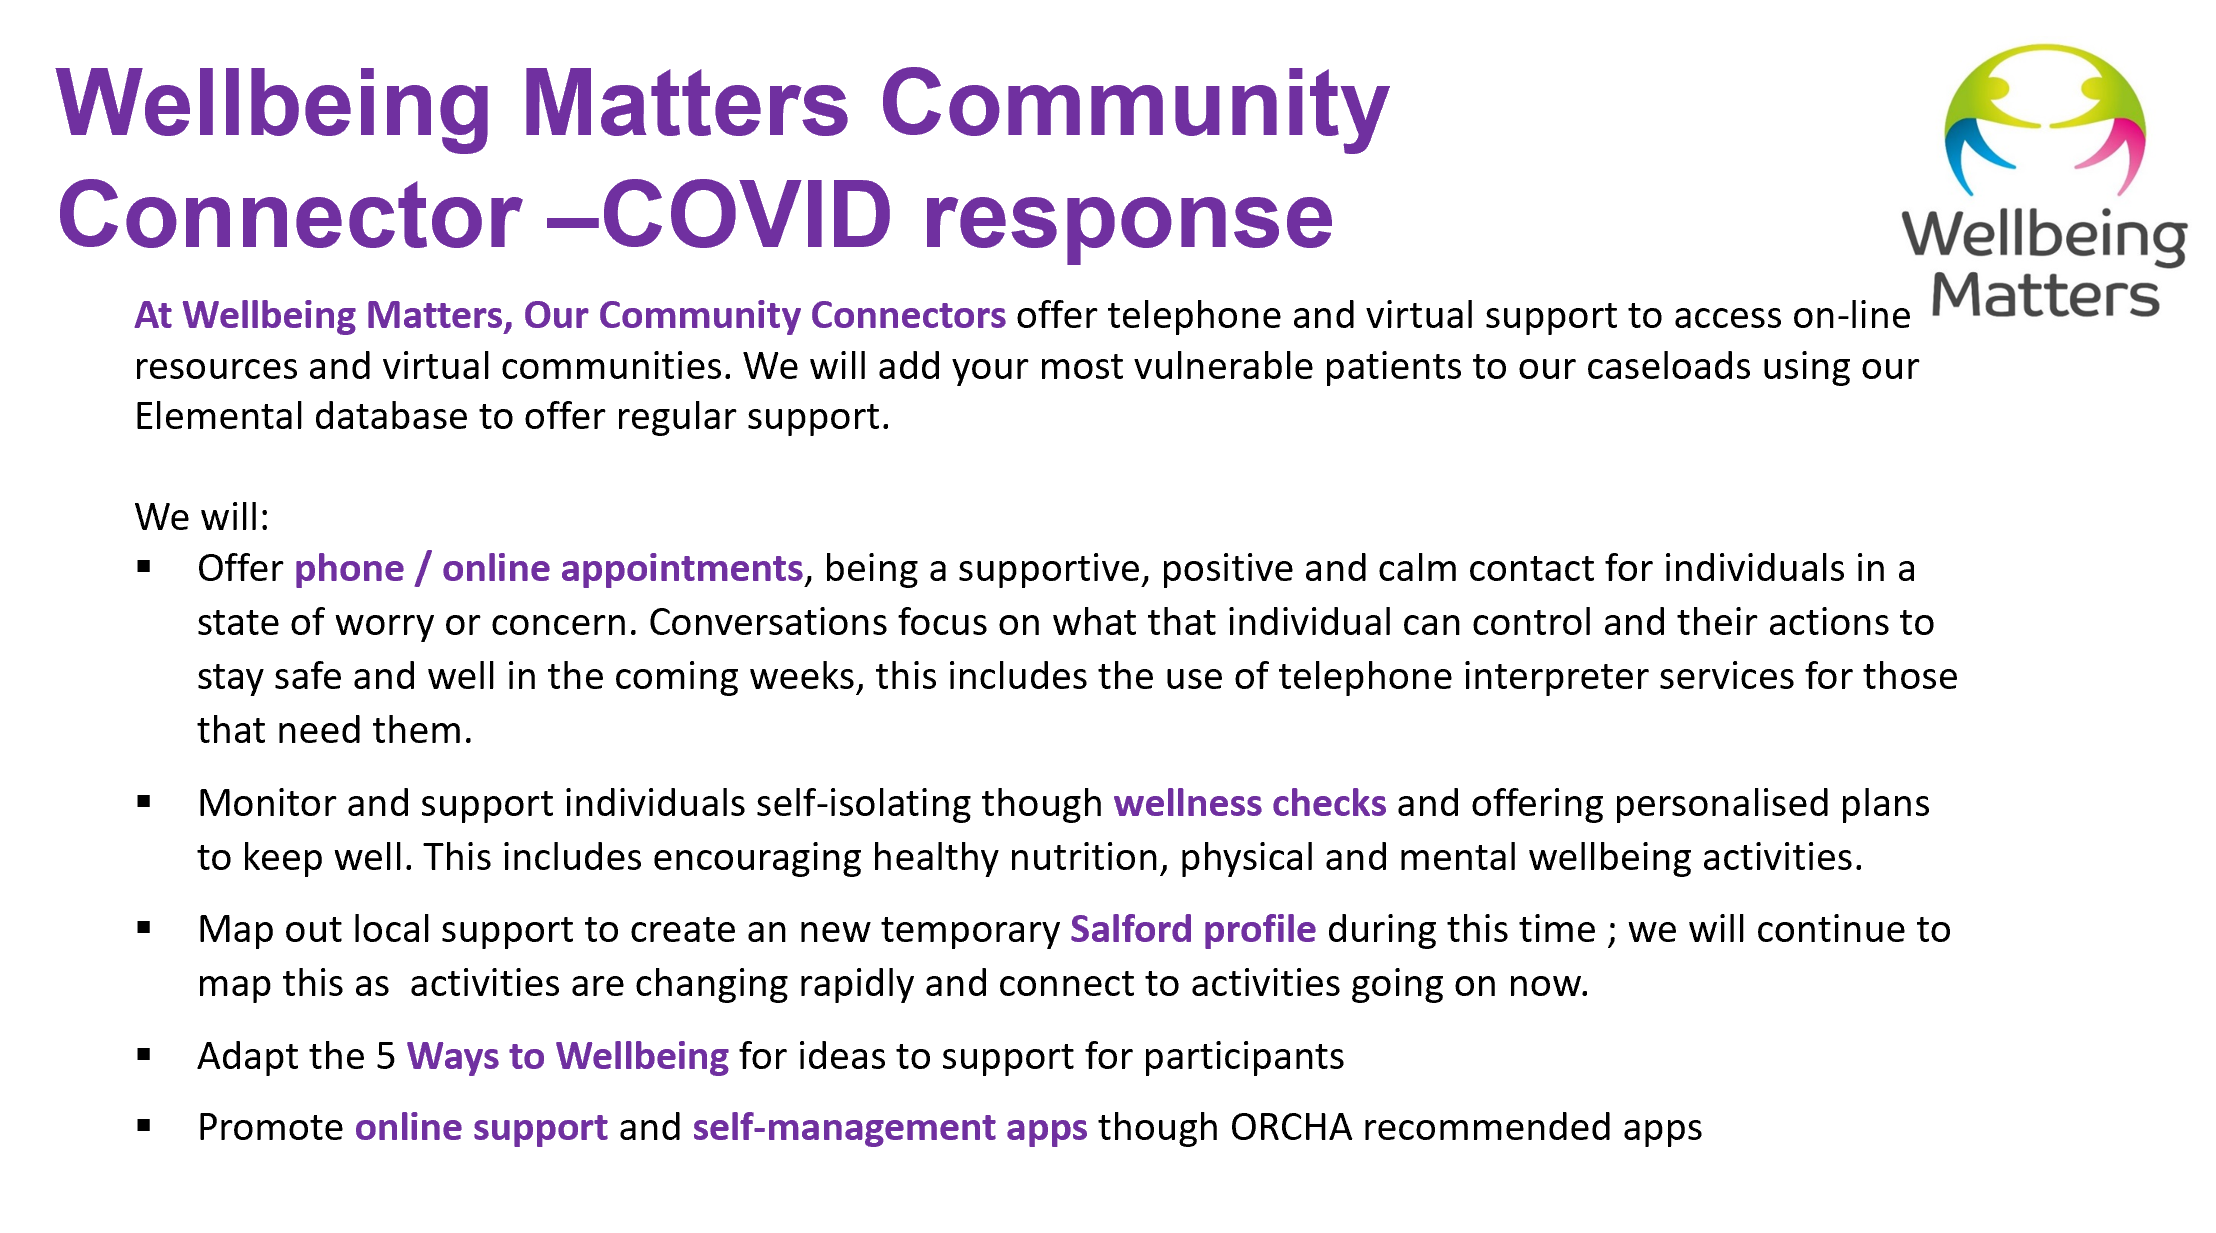 Wellbeing Matters Community
Connector –COVID response
Wellbeing
Matters
At Wellbeing Matters, Our Community Connectors offer telephone and virtual support to access on-line
resources and virtual communities. We will add your most vulnerable patients to our caseloads using our
Elemental database to offer regular support.
We will:
▪ Offer phone / online appointments, being a supportive, positive and calm contact for individuals in a
state of worry or concern. Conversations focus on what that individual can control and their actions to
stay safe and well in the coming weeks, this includes the use of telephone interpreter services for those
that need them.
▪ Monitor and support individuals self-isolating though wellness checks and offering personalised plans
to keep well. This includes encouraging healthy nutrition, physical and mental wellbeing activities.
▪ Map out local support to create an new temporary Salford profile during this time ; we will continue to
map this as  activities are changing rapidly and connect to activities going on now.
▪ Adapt the 5 Ways to Wellbeing for ideas to support for participants
▪ Promote online support and self-management apps though ORCHA recommended apps